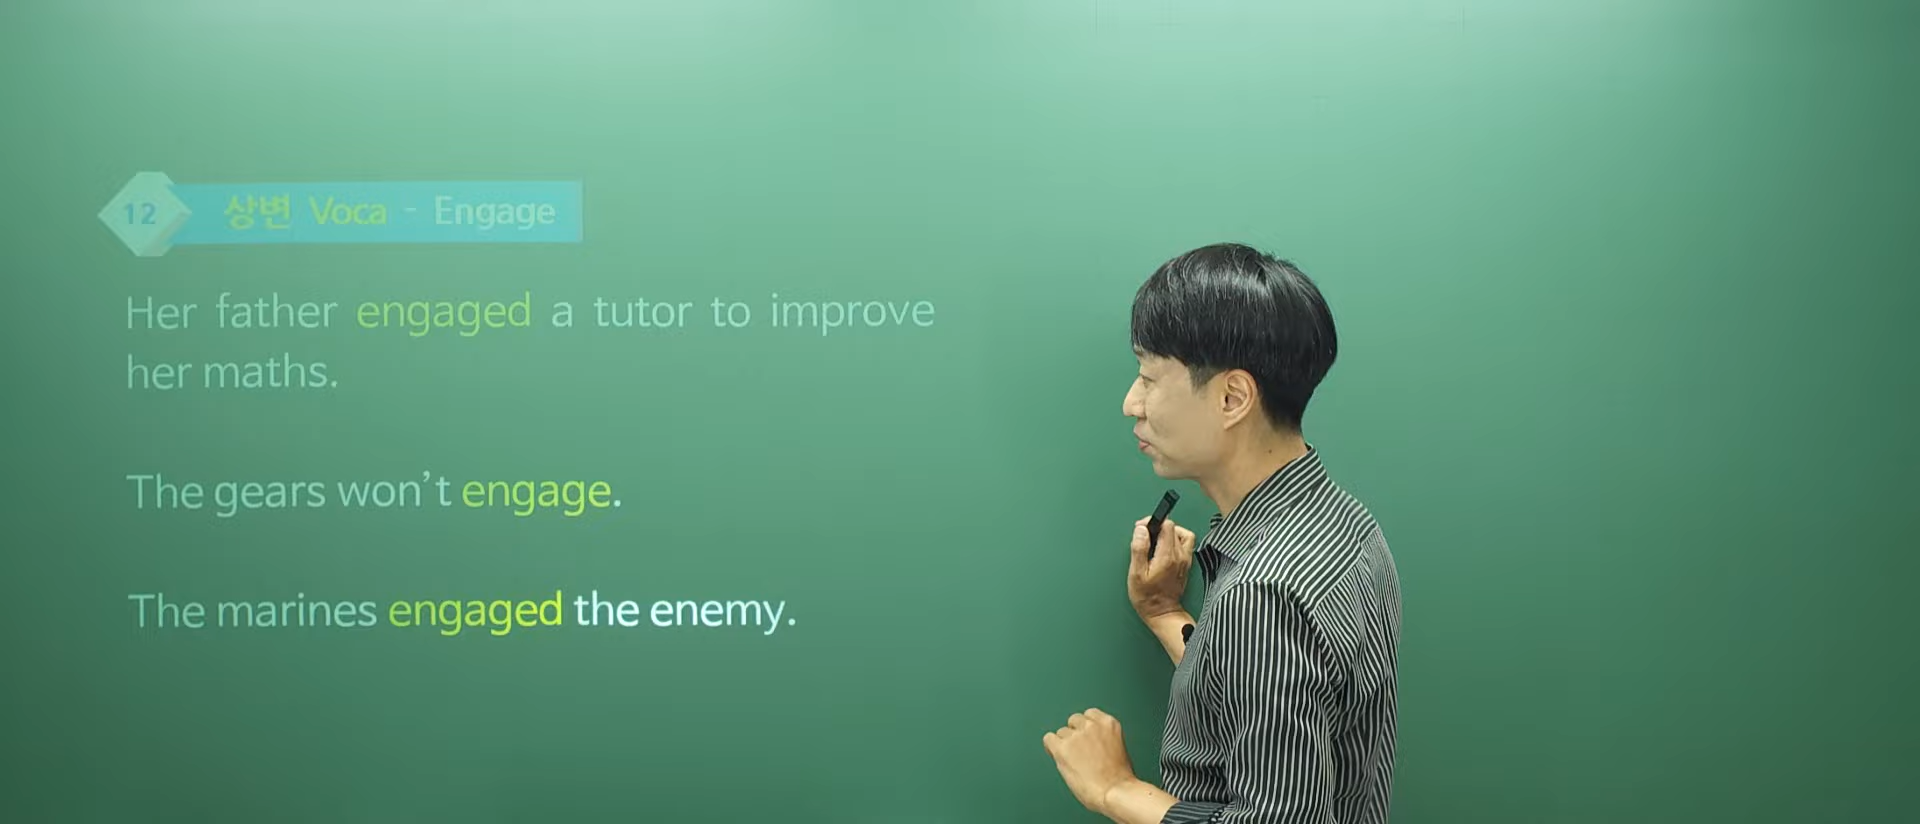 12 상변 Voca - Engage
Her father engaged a tutor to improve
her maths.
The gears won’t engage.
The marines engaged the enemy.